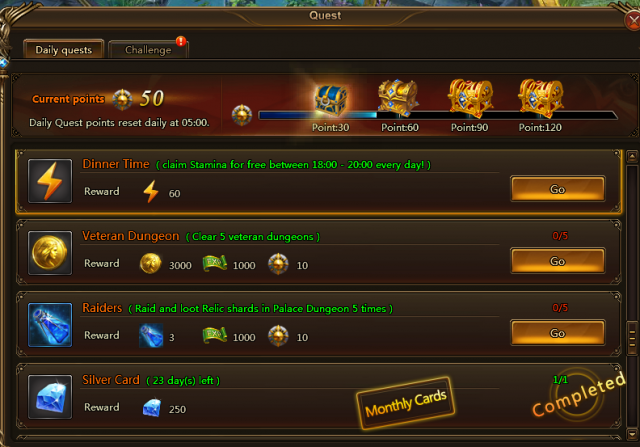 Quest
Daily quests
Challenge
Current points 50
Daily Quest points reset daily at 05:00.
Point:30 Point:60 Point:90 Point:120
Dinner Time ( claim Stamina for free between 18:00 - 20:00 every day! )
Reward 60
Go
Veteran Dungeon ( Clear 5 veteran dungeons ) 0/5
Reward 3000 EXP 1000 10
Go
Raiders ( Raid and loot Relic shards in Palace Dungeon 5 times ) 0/5
Reward 3 EXP 1000 10
Go
Silver Card ( 23 day(s) left ) 1/1
Reward 250
Monthly Cards
Completed